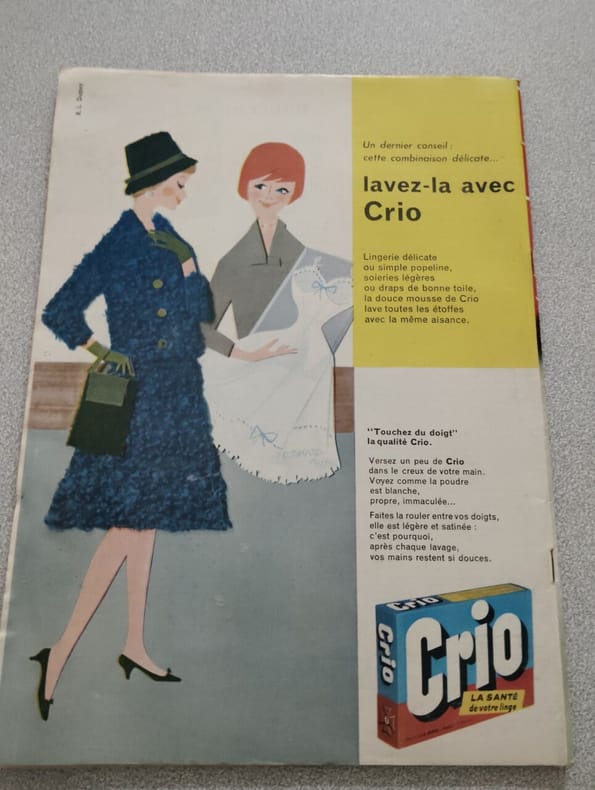 Un dernier conseil :
cette combinaison délicate...
lavez-la avec
Crio
Lingerie délicate
ou simple popeline,
soieries légères
ou draps de bonne toile,
la douce mousse de Crio
lave toutes les étoffes
avec la même aisance.
"Touchez du doigt"
la qualité Crio.
Versez un peu de Crio
dans le creux de votre main.
Voyez comme la poudre
est blanche,
propre, immaculée...
Faites la rouler entre vos doigts,
elle est légère et satinée :
c'est pourquoi,
après chaque lavage,
vos mains restent si douces.
Crio
Crio
Crio
LA SANTÉ
de votre linge